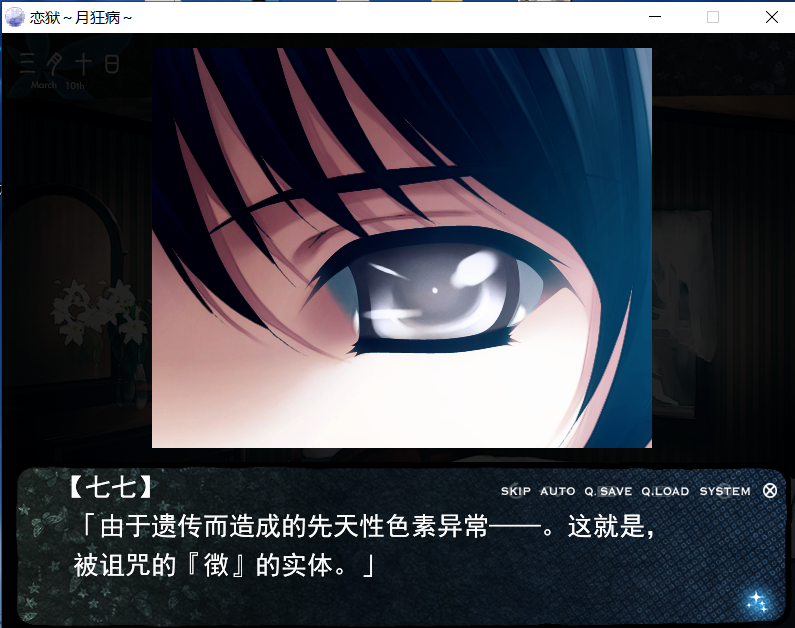 恋狱～月狂病～
三月十日
March 10th
【七七】
SKIP AUTO Q.SAVE Q.LOAD SYSTEM
「由于遗传而造成的先天性色素异常——。这就是，
被诅咒的『徵』的实体。」